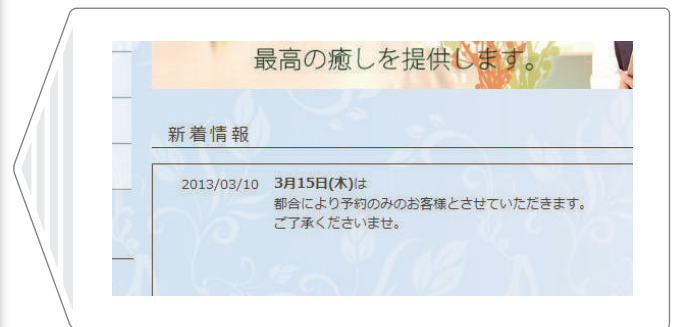 最高の癒しを提供します。
新着情報
2013/03/10 3月15日(木)は
都合により予約のみのお客様とさせていただきます。
ご了承くださいませ。